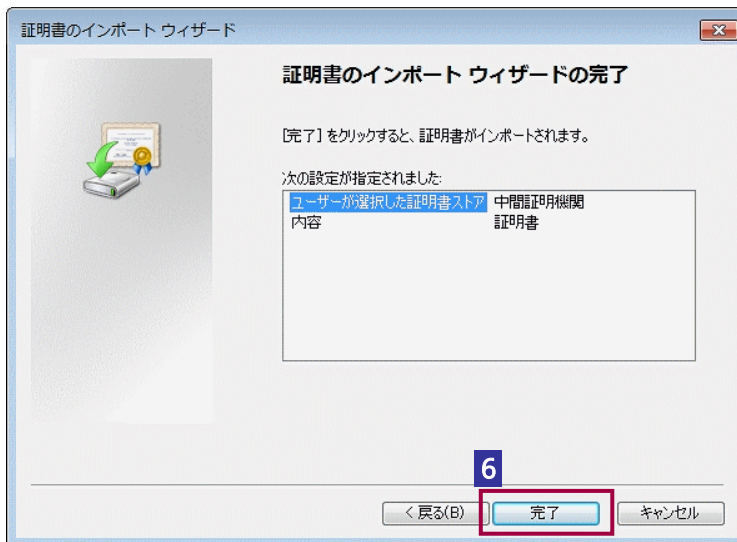 証明書のインポート ウィザード
証明書のインポート ウィザードの完了
[完了] をクリックすると、証明書がインポートされます。
次の設定が指定されました:
ユーザーが選択した証明書ストア 中間証明機関
内容 証明書
6
< 戻る(B) 完了 キャンセル